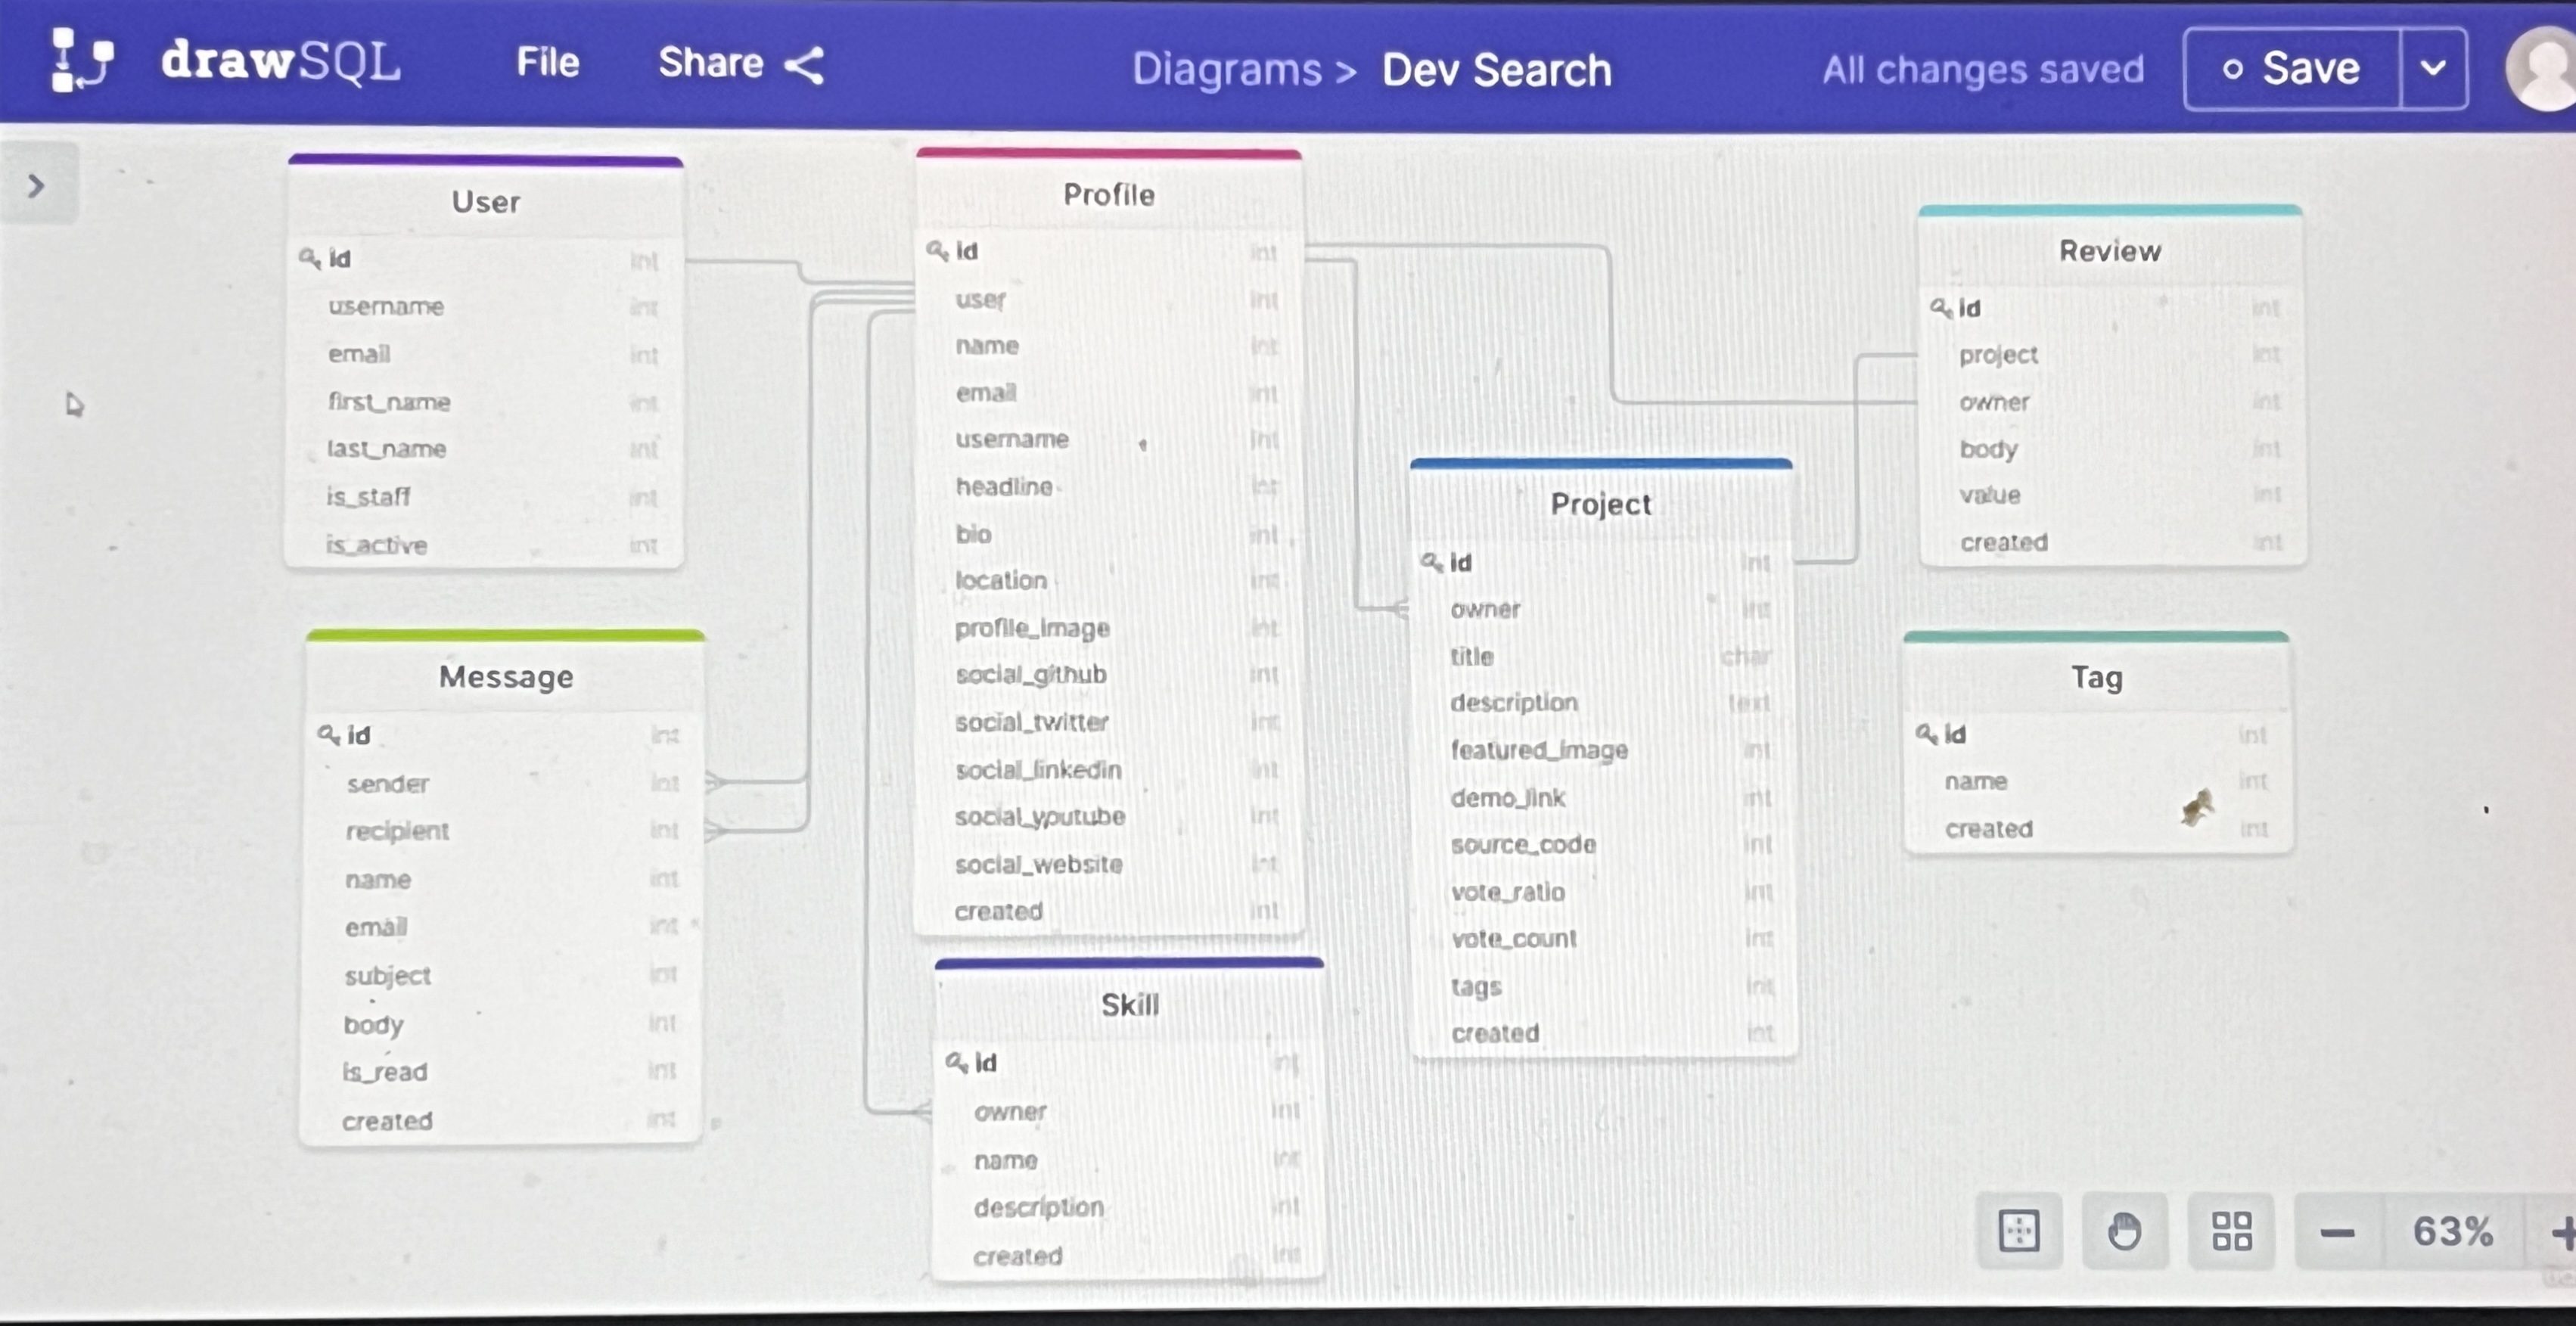 drawSQL File Share Diagrams > Dev Search All changes saved Save
User
id int
username int
email int
first_name int
last_name int
is_staff int
is_active int
Message
id int
sender int
recipient int
name int
email int
subject int
body int
is_read int
created int
Profile
id int
user int
name int
email int
username int
headline int
bio int
location int
profile_image int
social_github int
social_twitter int
social_linkedin int
social_youtube int
social_website int
created int
Skill
id int
owner int
name int
description int
created int
Project
id int
owner int
title char
description text
featured_image int
demo_link int
source_code int
vote_ratio int
vote_count int
tags int
created int
Review
id int
project int
owner int
body int
value int
created int
Tag
id int
name int
created int
63%